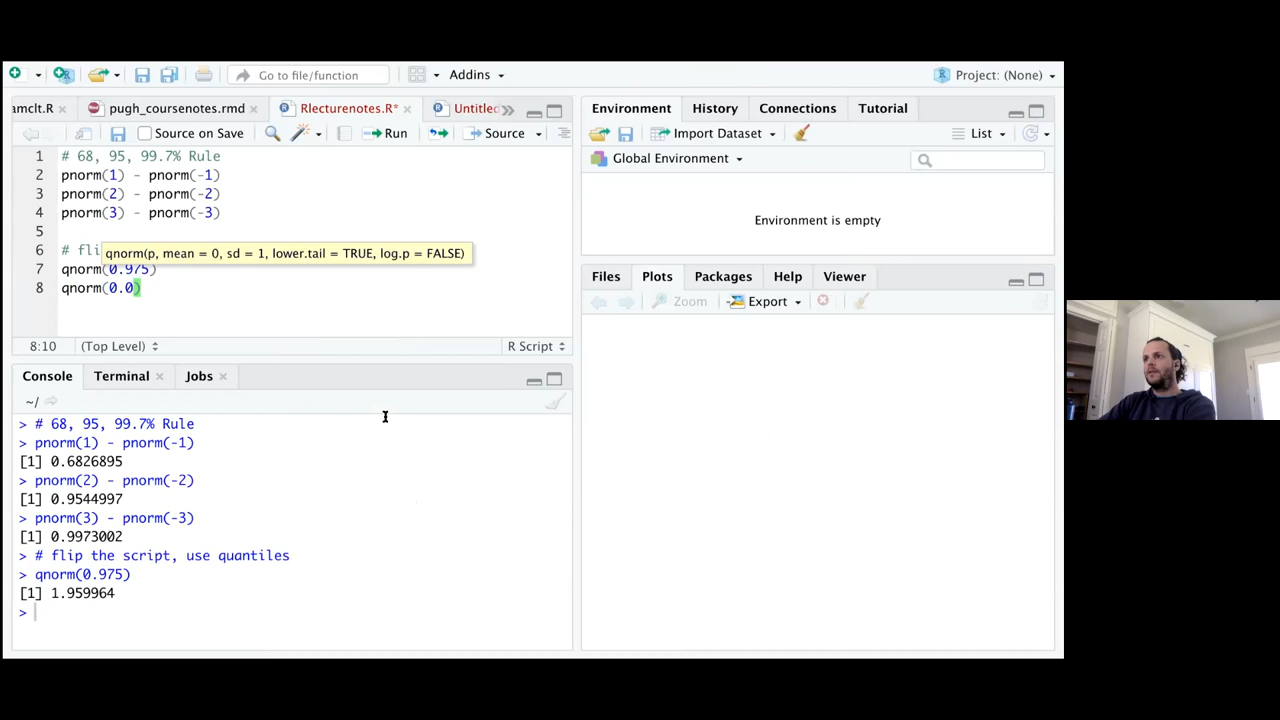 Go to file/function
Addins
Project: (None)
amclt.R
pugh_coursenotes.rmd
Rlecturenotes.R*
Untitled
Source on Save
Run
Source
1 # 68, 95, 99.7% Rule
2 pnorm(1) - pnorm(-1)
3 pnorm(2) - pnorm(-2)
4 pnorm(3) - pnorm(-3)
5
6 # fli
qnorm(p, mean = 0, sd = 1, lower.tail = TRUE, log.p = FALSE)
7 qnorm(0.975)
8 qnorm(0.0)
8:10 (Top Level) R Script
Console Terminal Jobs
~/
> # 68, 95, 99.7% Rule
> pnorm(1) - pnorm(-1)
[1] 0.6826895
> pnorm(2) - pnorm(-2)
[1] 0.9544997
> pnorm(3) - pnorm(-3)
[1] 0.9973002
> # flip the script, use quantiles
> qnorm(0.975)
[1] 1.959964
>
Environment History Connections Tutorial
Import Dataset List
Global Environment
Environment is empty
Files Plots Packages Help Viewer
Zoom Export